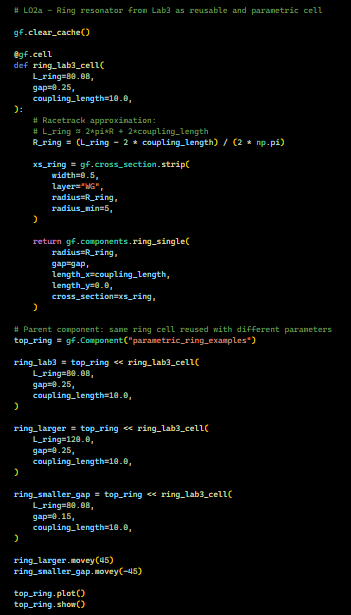 # LO2a - Ring resonator from Lab3 as reusable and parametric cell
gf.clear_cache()
@gf.cell
def ring_lab3_cell(
    L_ring=80.08,
    gap=0.25,
    coupling_length=10.0,
):
    # Racetrack approximation:
    # L_ring ≈ 2*pi*R + 2*coupling_length
    R_ring = (L_ring - 2 * coupling_length) / (2 * np.pi)
    xs_ring = gf.cross_section.strip(
        width=0.5,
        layer="WG",
        radius=R_ring,
        radius_min=5,
    )
    return gf.components.ring_single(
        radius=R_ring,
        gap=gap,
        length_x=coupling_length,
        length_y=0.0,
        cross_section=xs_ring,
    )
# Parent component: same ring cell reused with different parameters
top_ring = gf.Component("parametric_ring_examples")
ring_lab3 = top_ring << ring_lab3_cell(
    L_ring=80.08,
    gap=0.25,
    coupling_length=10.0,
)
ring_larger = top_ring << ring_lab3_cell(
    L_ring=120.0,
    gap=0.25,
    coupling_length=10.0,
)
ring_smaller_gap = top_ring << ring_lab3_cell(
    L_ring=80.08,
    gap=0.15,
    coupling_length=10.0,
)
ring_larger.movey(45)
ring_smaller_gap.movey(-45)
top_ring.plot()
top_ring.show()